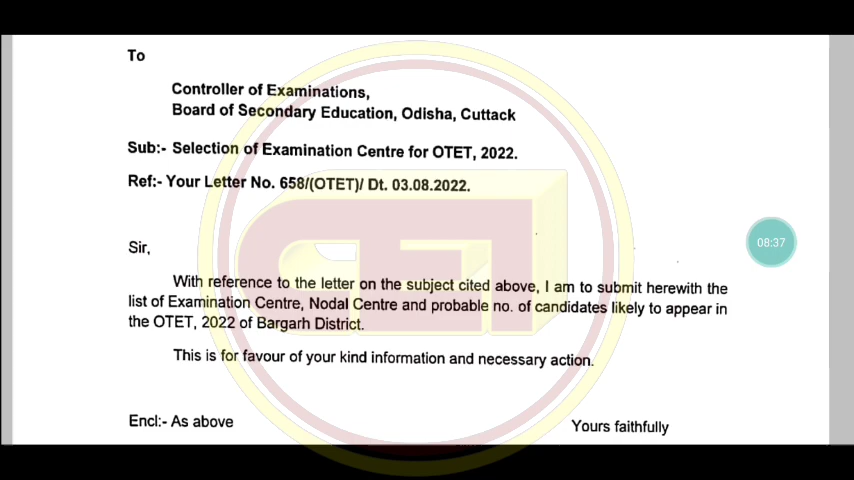 To
Controller of Examinations,
Board of Secondary Education, Odisha, Cuttack
Sub:- Selection of Examination Centre for OTET, 2022.
Ref:- Your Letter No. 658/(OTET)/ Dt. 03.08.2022.
Sir,
With reference to the letter on the subject cited above, I am to submit herewith the
list of Examination Centre, Nodal Centre and probable no. of candidates likely to appear in
the OTET, 2022 of Bargarh District.
This is for favour of your kind information and necessary action.
Encl:- As above
Yours faithfully
08:37